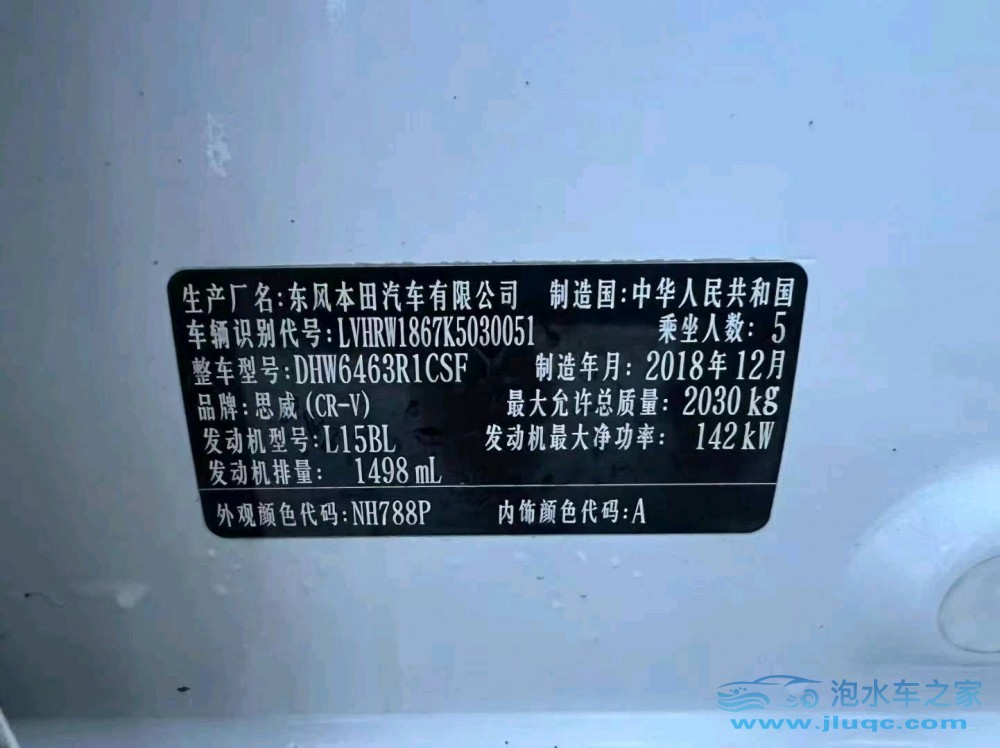 生产厂名:东风本田汽车有限公司 制造国:中华人民共和国
车辆识别代号:LVHRW1867K5030051 乘坐人数:5
整车型号:DHW6463R1CSF 制造年月:2018年12月
品牌:思威(CR-V) 最大允许总质量:2030kg
发动机型号:L15BL 发动机最大净功率:142kW
发动机排量:1498mL
外观颜色代码:NH788P 内饰颜色代码:A
泡水车之家
www.jluqc.com